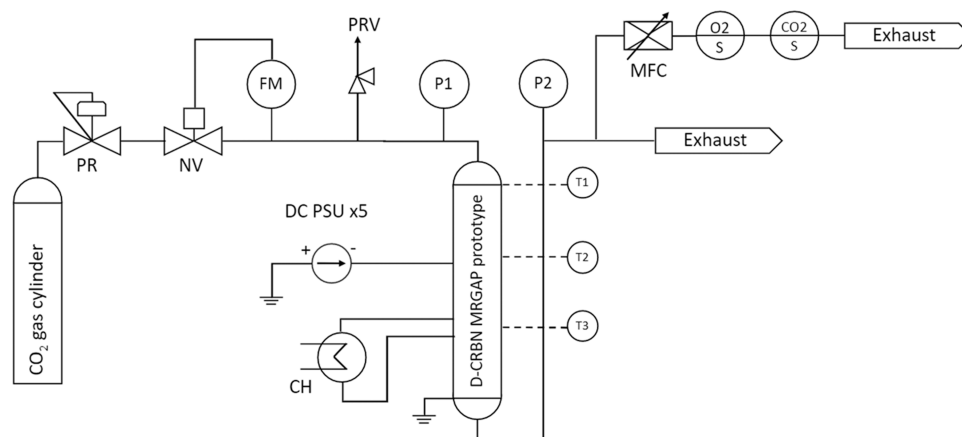 PRV
FM
P1
P2
O2
S
CO2
S
Exhaust
MFC
Exhaust
PR
NV
T1
DC PSU x5
+
-
T2
T3
CH
CO₂ gas cylinder
D-CRBN MRGAP prototype